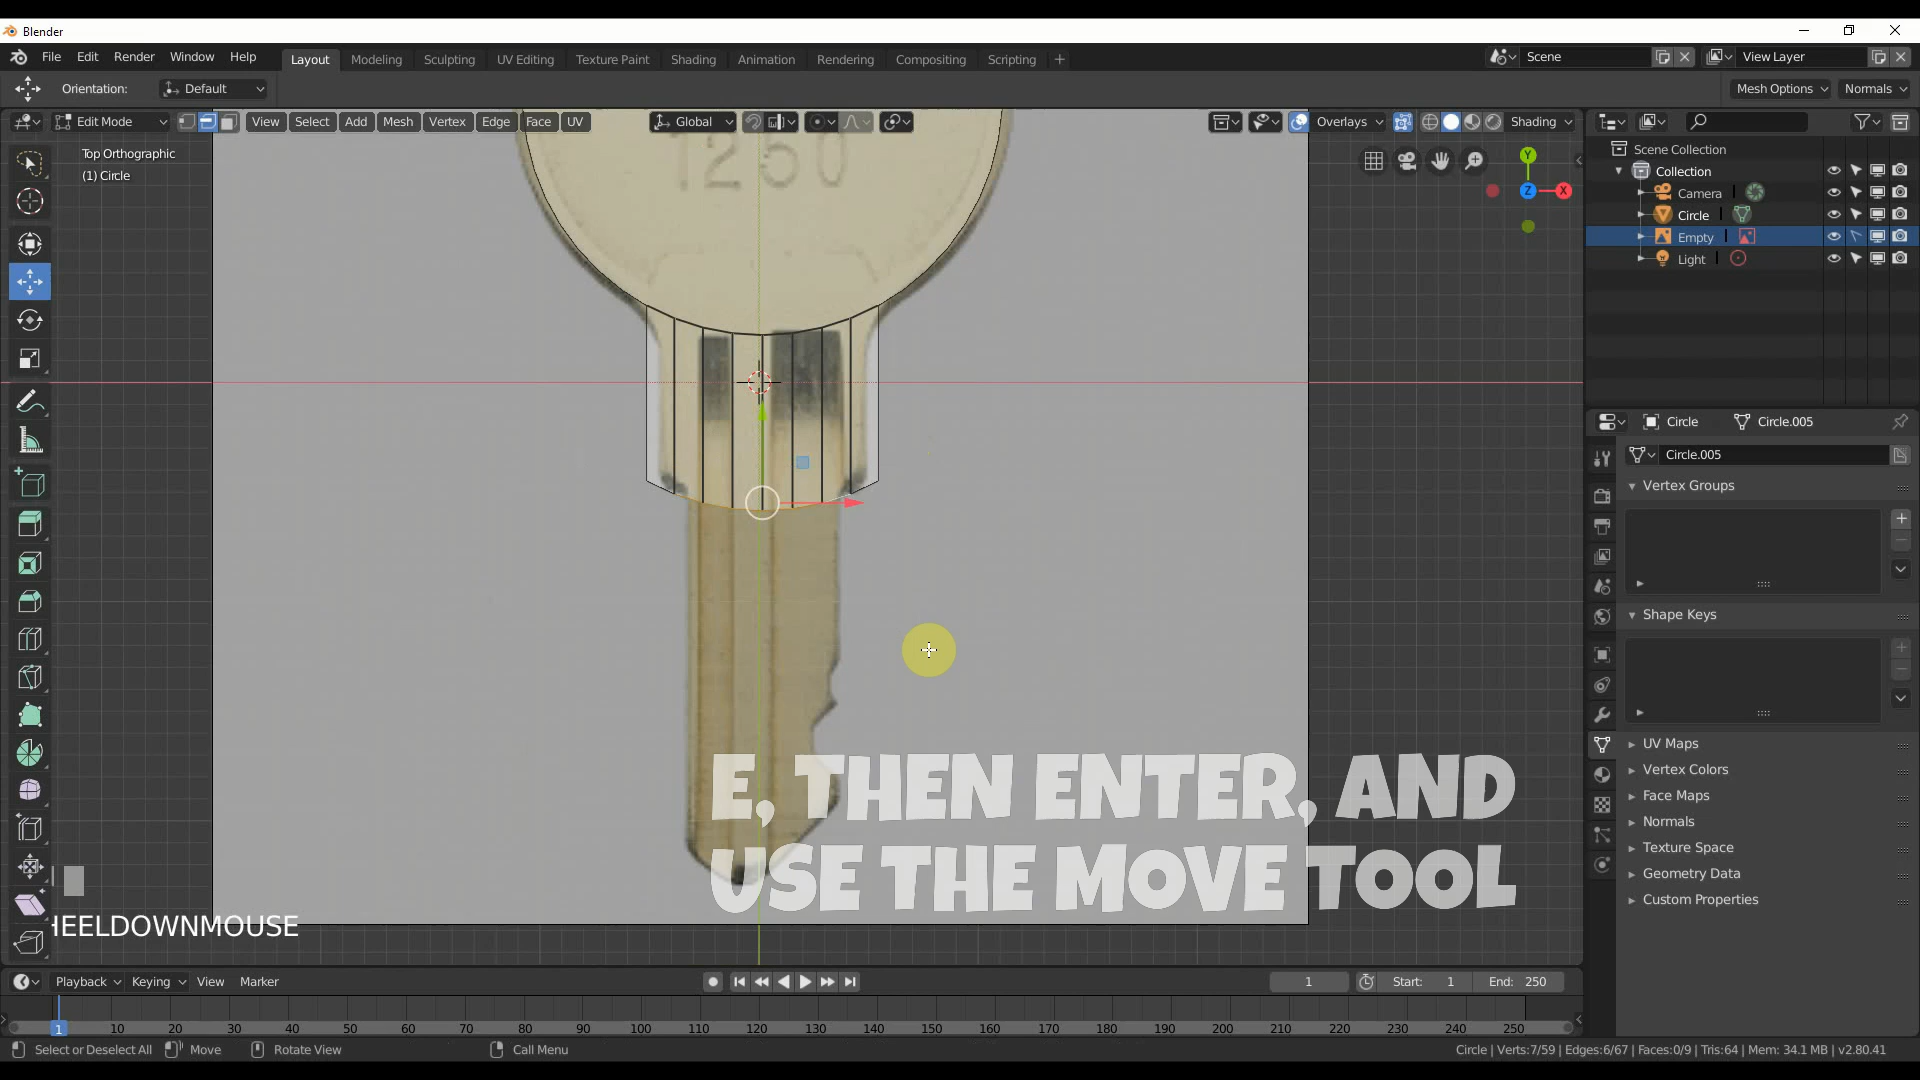 Blender
File Edit Render Window Help
Layout Modeling Sculpting UV Editing Texture Paint Shading Animation Rendering Compositing Scripting +
Scene
View Layer
Orientation: Default
Mesh Options Normals
Edit Mode View Select Add Mesh Vertex Edge Face UV
Global
Overlays Shading
Top Orthographic
(1) Circle
1260
Y
Z
X
Scene Collection
Collection
Camera
Circle
Empty
Light
Circle Circle.005
Circle.005
Vertex Groups
Shape Keys
UV Maps
Vertex Colors
Face Maps
Normals
Texture Space
Geometry Data
Custom Properties
E, THEN ENTER, AND
USE THE MOVE TOOL
HEELDOWNMOUSE
Playback Keying View Marker
1 Start: 1 End: 250
1 10 20 30 40 50 60 70 80 90 100 110 120 130 140 150 160 170 180 190 200 210 220 230 240 250
Select or Deselect All Move Rotate View Call Menu
Circle | Verts:7/59 | Edges:6/67 | Faces:0/9 | Tris:64 | Mem: 34.1 MB | v2.80.41